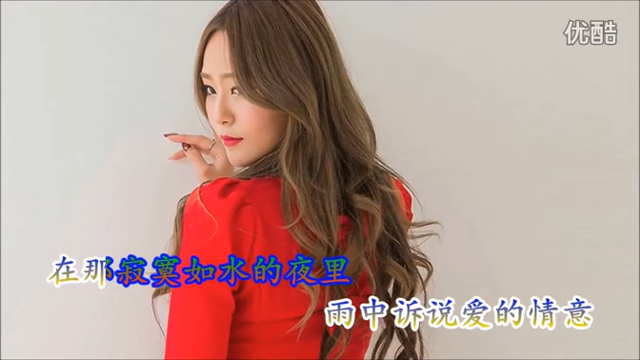 优酷
在那寂寞如水的夜里
雨中诉说爱的情意